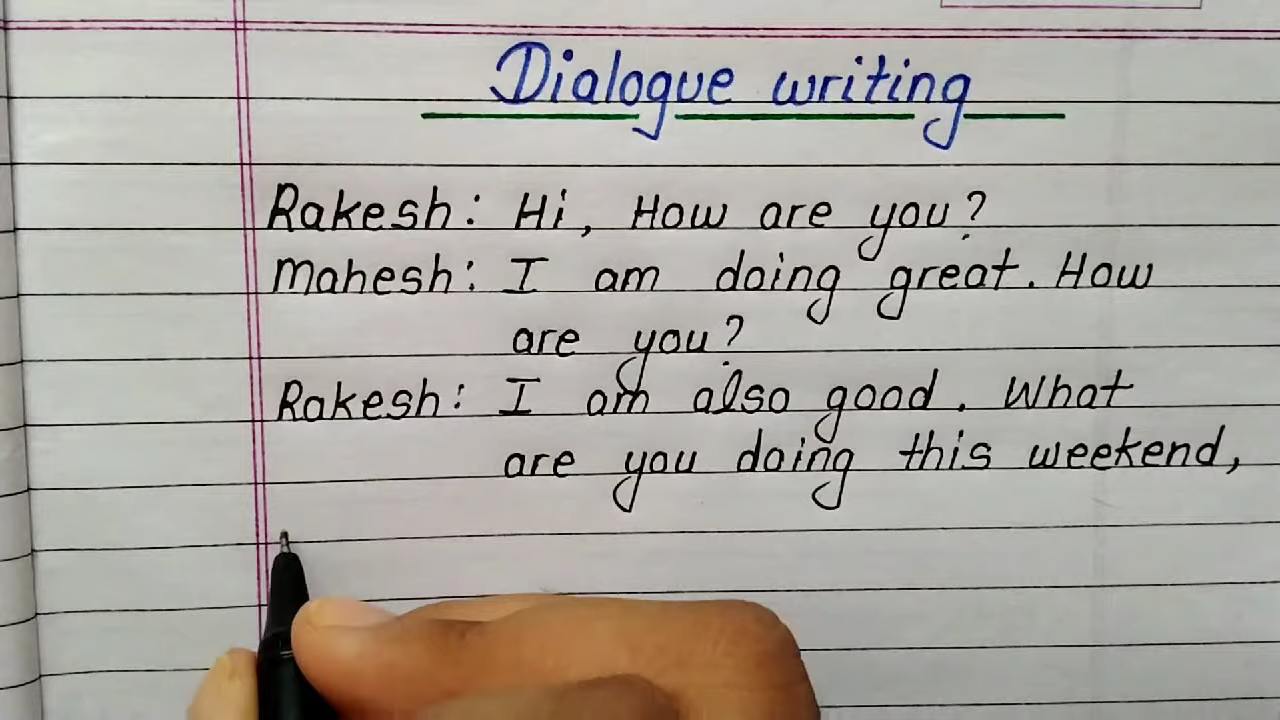 Dialogue writing
Rakesh: Hi, How are you?
Mahesh: I am doing great. How
are you?
Rakesh: I am also good. What
are you doing this weekend,